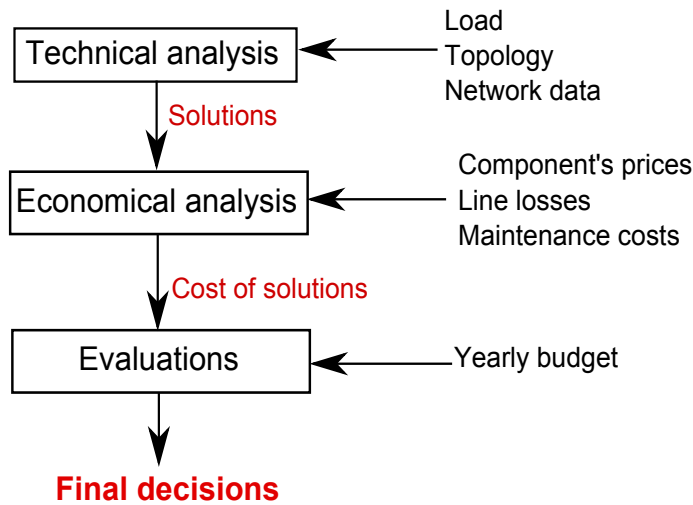 Load
Technical analysis
Topology
Network data
Solutions
Component's prices
Economical analysis
Line losses
Maintenance costs
Cost of solutions
Evaluations
Yearly budget
Final decisions